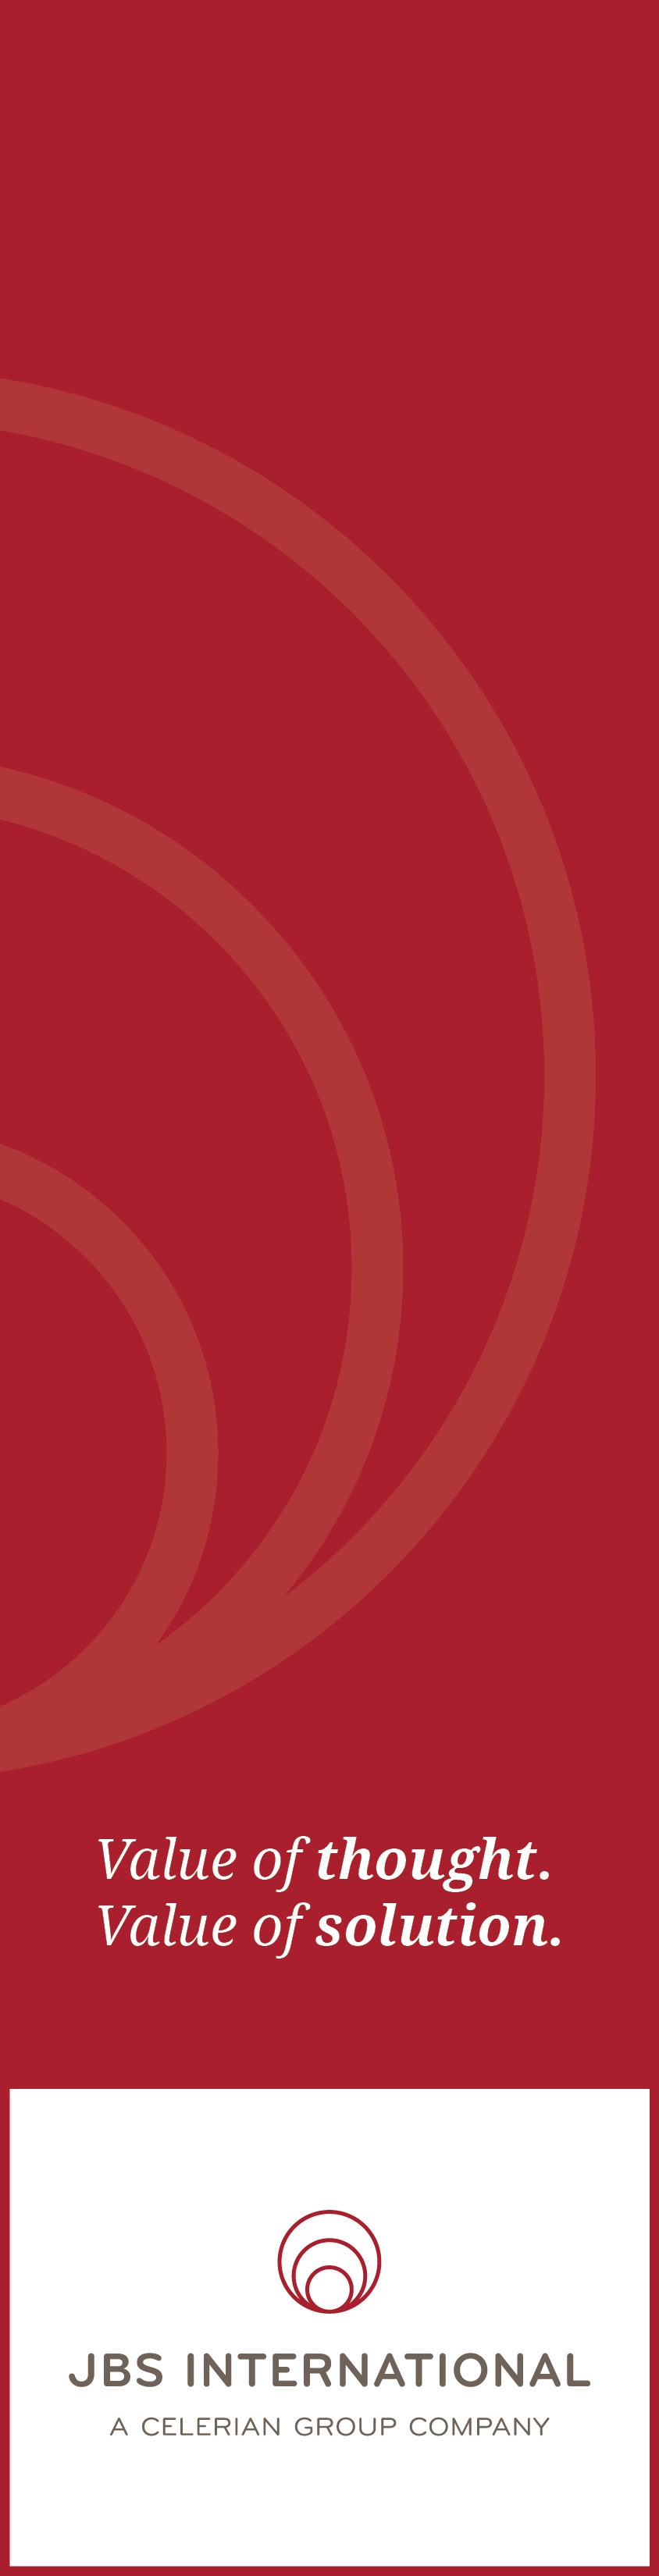 Value of thought.
Value of solution.
JBS INTERNATIONAL
A CELERIAN GROUP COMPANY